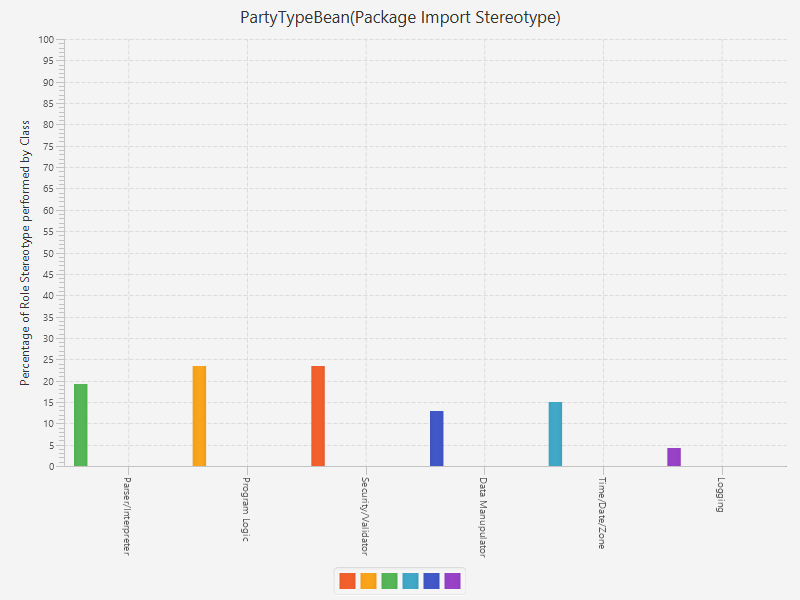 PartyTypeBean(Package Import Stereotype)
Percentage of Role Stereotype performed by Class
100
95
90
85
80
75
70
65
60
55
50
45
40
35
30
25
20
15
10
5
0
Parser/Interpreter
Program Logic
Security/Validator
Data Manupulator
Time/Date/Zone
Logging